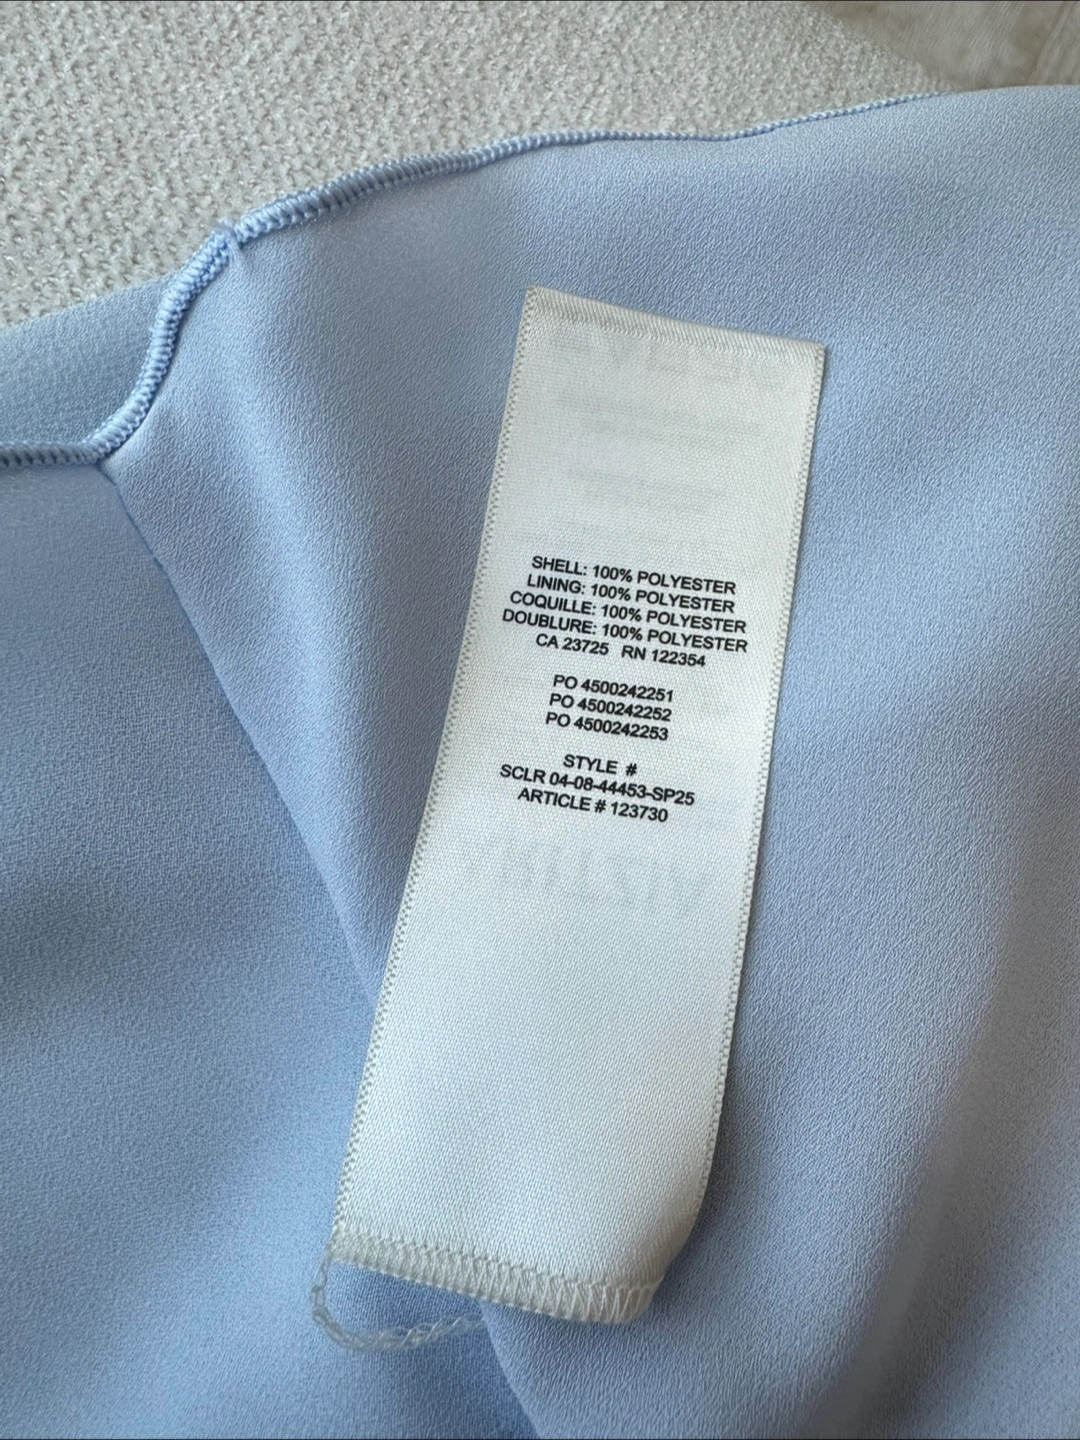 SHELL: 100% POLYESTER
LINING: 100% POLYESTER
COQUILLE: 100% POLYESTER
DOUBLURE: 100% POLYESTER
CA 23725 RN 122354
PO 4500242251
PO 4500242252
PO 4500242253
STYLE #
SCLR 04-08-44453-SP25
ARTICLE # 123730